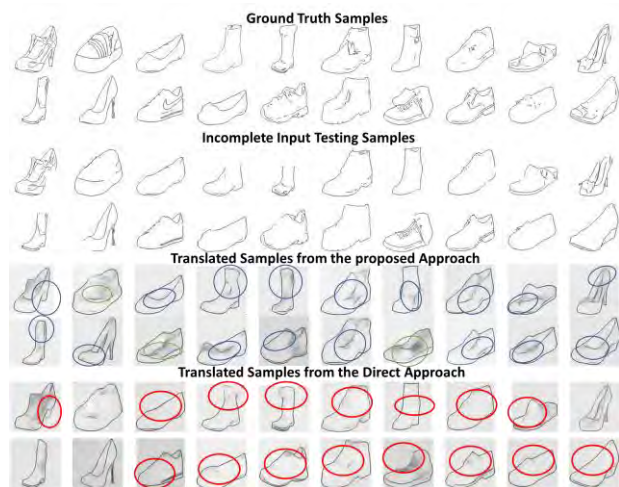 Ground Truth Samples
Incomplete Input Testing Samples
Translated Samples from the proposed Approach
Translated Samples from the Direct Approach